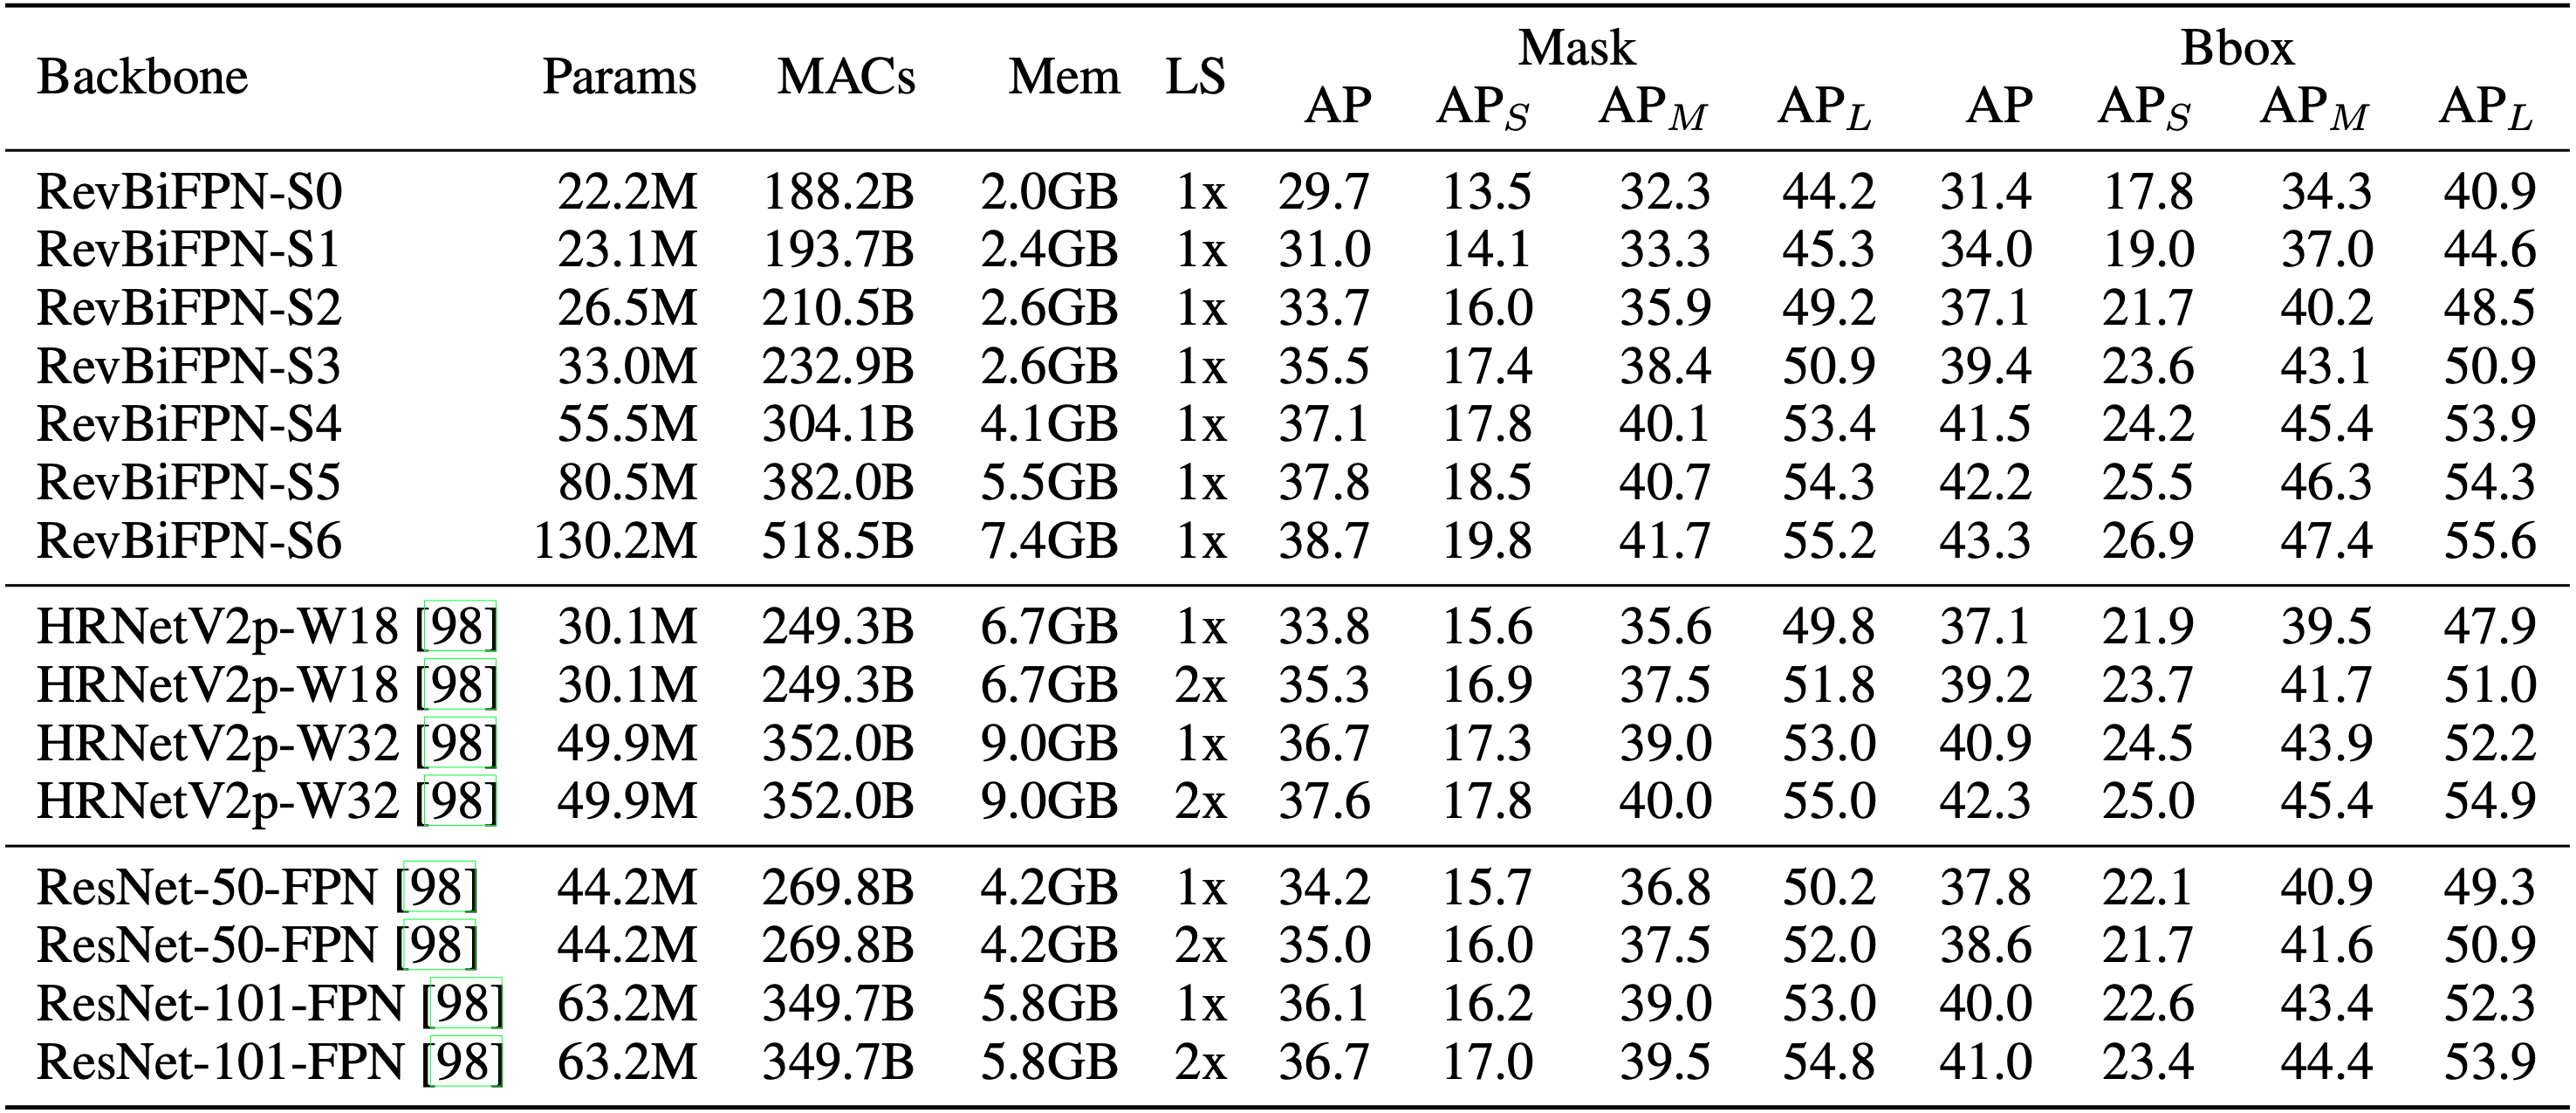 Mask Bbox
Backbone Params MACs Mem LS
AP AP_S AP_M AP_L AP AP_S AP_M AP_L
RevBiFPN-S0 22.2M 188.2B 2.0GB 1x 29.7 13.5 32.3 44.2 31.4 17.8 34.3 40.9
RevBiFPN-S1 23.1M 193.7B 2.4GB 1x 31.0 14.1 33.3 45.3 34.0 19.0 37.0 44.6
RevBiFPN-S2 26.5M 210.5B 2.6GB 1x 33.7 16.0 35.9 49.2 37.1 21.7 40.2 48.5
RevBiFPN-S3 33.0M 232.9B 2.6GB 1x 35.5 17.4 38.4 50.9 39.4 23.6 43.1 50.9
RevBiFPN-S4 55.5M 304.1B 4.1GB 1x 37.1 17.8 40.1 53.4 41.5 24.2 45.4 53.9
RevBiFPN-S5 80.5M 382.0B 5.5GB 1x 37.8 18.5 40.7 54.3 42.2 25.5 46.3 54.3
RevBiFPN-S6 130.2M 518.5B 7.4GB 1x 38.7 19.8 41.7 55.2 43.3 26.9 47.4 55.6
HRNetV2p-W18 [98] 30.1M 249.3B 6.7GB 1x 33.8 15.6 35.6 49.8 37.1 21.9 39.5 47.9
HRNetV2p-W18 [98] 30.1M 249.3B 6.7GB 2x 35.3 16.9 37.5 51.8 39.2 23.7 41.7 51.0
HRNetV2p-W32 [98] 49.9M 352.0B 9.0GB 1x 36.7 17.3 39.0 53.0 40.9 24.5 43.9 52.2
HRNetV2p-W32 [98] 49.9M 352.0B 9.0GB 2x 37.6 17.8 40.0 55.0 42.3 25.0 45.4 54.9
ResNet-50-FPN [98] 44.2M 269.8B 4.2GB 1x 34.2 15.7 36.8 50.2 37.8 22.1 40.9 49.3
ResNet-50-FPN [98] 44.2M 269.8B 4.2GB 2x 35.0 16.0 37.5 52.0 38.6 21.7 41.6 50.9
ResNet-101-FPN [98] 63.2M 349.7B 5.8GB 1x 36.1 16.2 39.0 53.0 40.0 22.6 43.4 52.3
ResNet-101-FPN [98] 63.2M 349.7B 5.8GB 2x 36.7 17.0 39.5 54.8 41.0 23.4 44.4 53.9